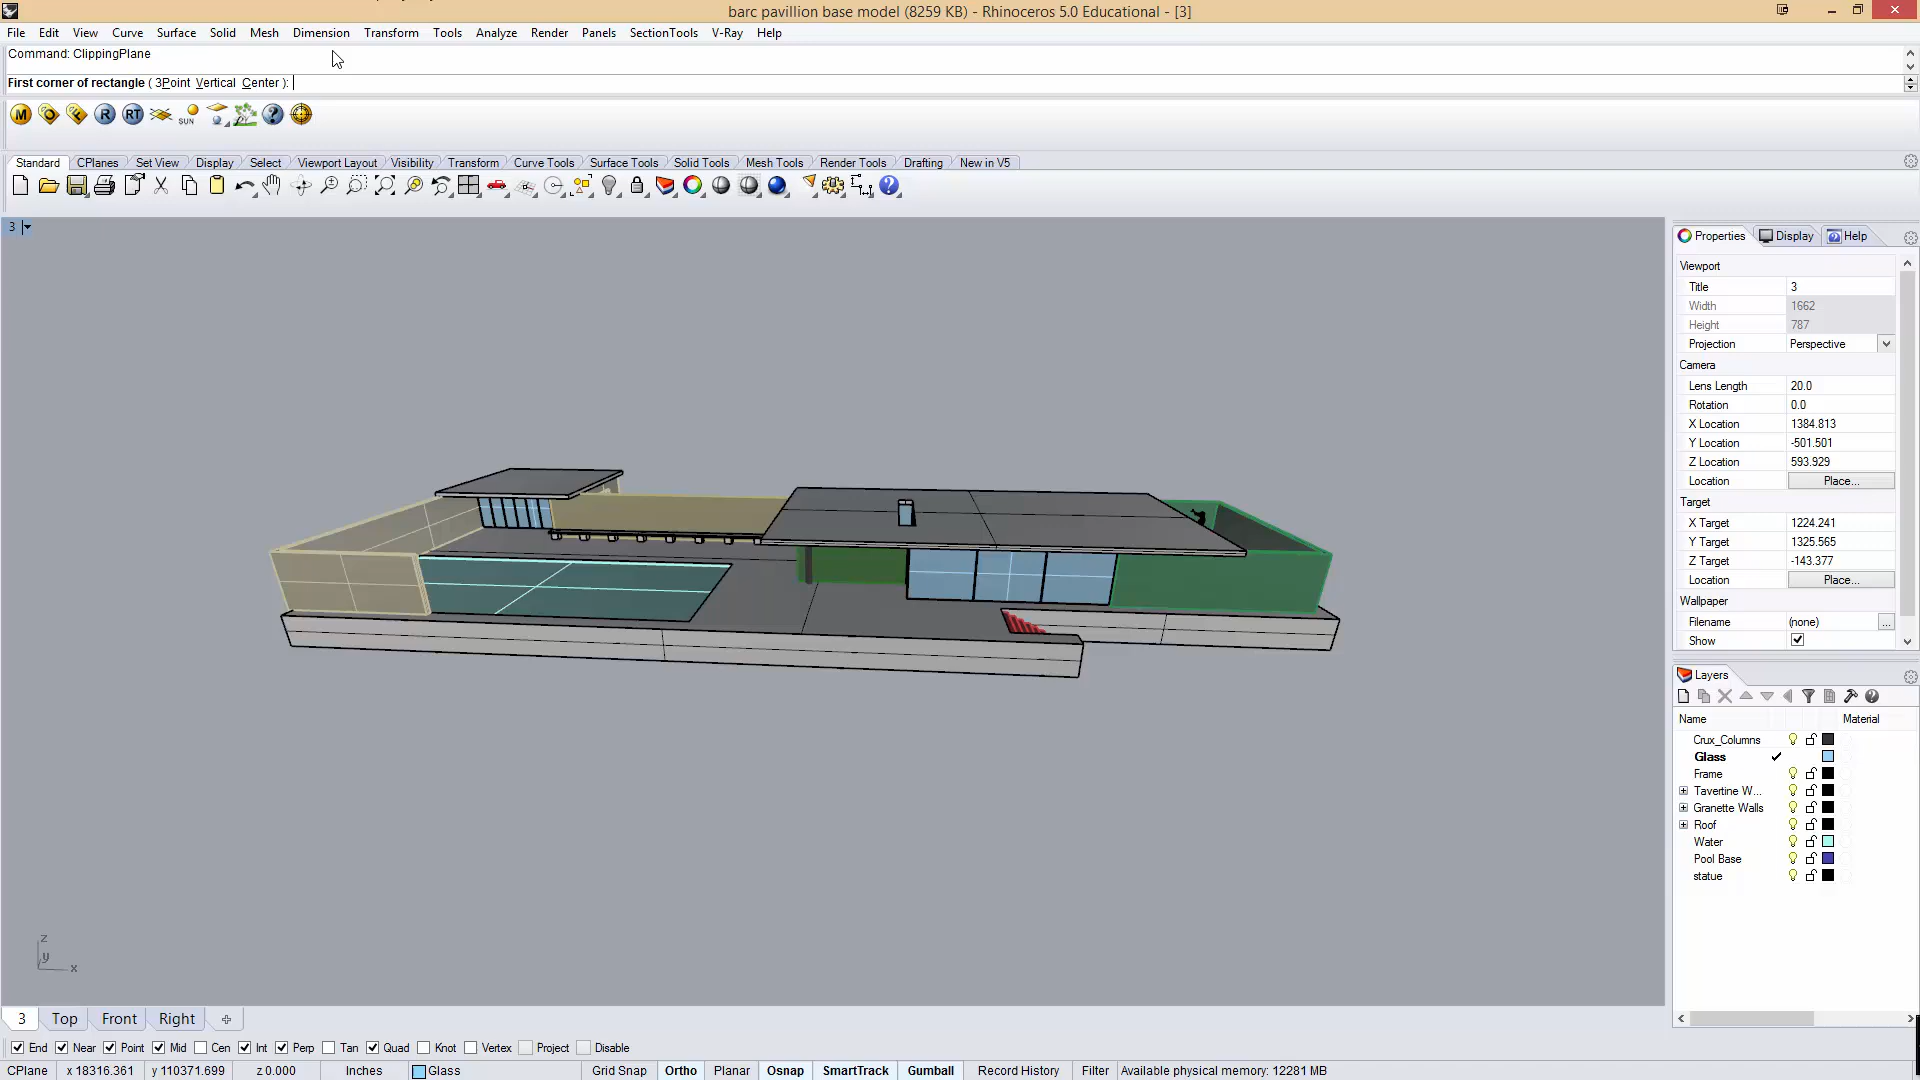 barc pavillion base model (8259 KB) - Rhinoceros 5.0 Educational - [3]
File Edit View Curve Surface Solid Mesh Dimension Transform Tools Analyze Render Panels SectionTools V-Ray Help
Command: ClippingPlane
First corner of rectangle ( 3Point Vertical Center ):
M R RT SUN
Standard CPlanes Set View Display Select Viewport Layout Visibility Transform Curve Tools Surface Tools Solid Tools Mesh Tools Render Tools Drafting New in V5
3
Properties Display Help
Viewport
Title 3
Width 1662
Height 787
Projection Perspective
Camera
Lens Length 20.0
Rotation 0.0
X Location 1384.813
Y Location -501.501
Z Location 593.929
Location Place...
Target
X Target 1224.241
Y Target 1325.565
Z Target -143.377
Location Place...
Wallpaper
Filename (none) ...
Show
Layers
Name Material
Crux_Columns
Glass
Frame
Tavertine W...
Granette Walls
Roof
Water
Pool Base
statue
z
y
x
3 Top Front Right
End Near Point Mid Cen Int Perp Tan Quad Knot Vertex Project Disable
CPlane x 18316.361 y 110371.699 z 0.000 Inches Glass Grid Snap Ortho Planar Osnap SmartTrack Gumball Record History Filter Available physical memory: 12281 MB